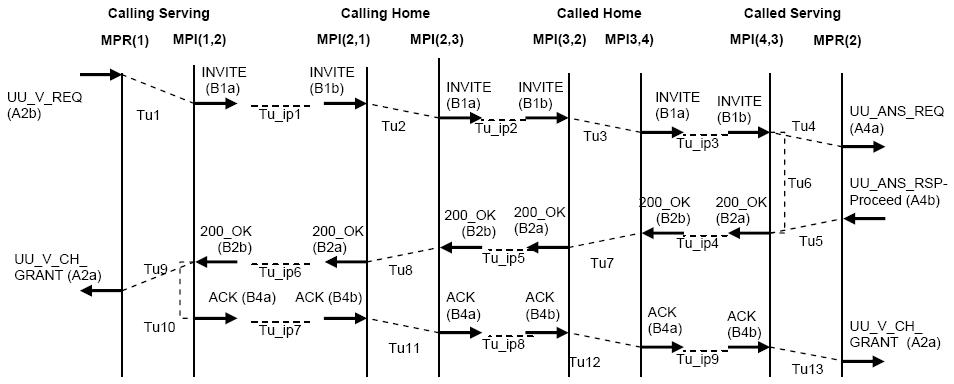 Calling Serving Calling Home Called Home Called Serving
MPR(1) MPI(1,2) MPI(2,1) MPI(2,3) MPI(3,2) MPI3,4) MPI(4,3) MPR(2)
UU_V_REQ
(A2b)
Tu1
INVITE
(B1a)
Tu_ip1
INVITE
(B1b)
Tu2
INVITE
(B1a)
Tu_ip2
INVITE
(B1b)
Tu3
INVITE
(B1a)
Tu_ip3
INVITE
(B1b)
Tu4
UU_ANS_REQ
(A4a)
Tu6
UU_ANS_RSP-
Proceed (A4b)
Tu5
200_OK
(B2a)
Tu_ip4
200_OK
(B2b)
Tu7
200_OK
(B2a)
Tu_ip5
200_OK
(B2b)
Tu8
200_OK
(B2a)
Tu_ip6
200_OK
(B2b)
Tu9
UU_V_CH_
GRANT (A2a)
Tu10
ACK (B4a)
Tu_ip7
ACK (B4b)
Tu11
ACK
(B4a)
Tu_ip8
ACK
(B4b)
Tu12
ACK
(B4a)
Tu_ip9
ACK
(B4b)
Tu13
UU_V_CH_
GRANT (A2a)